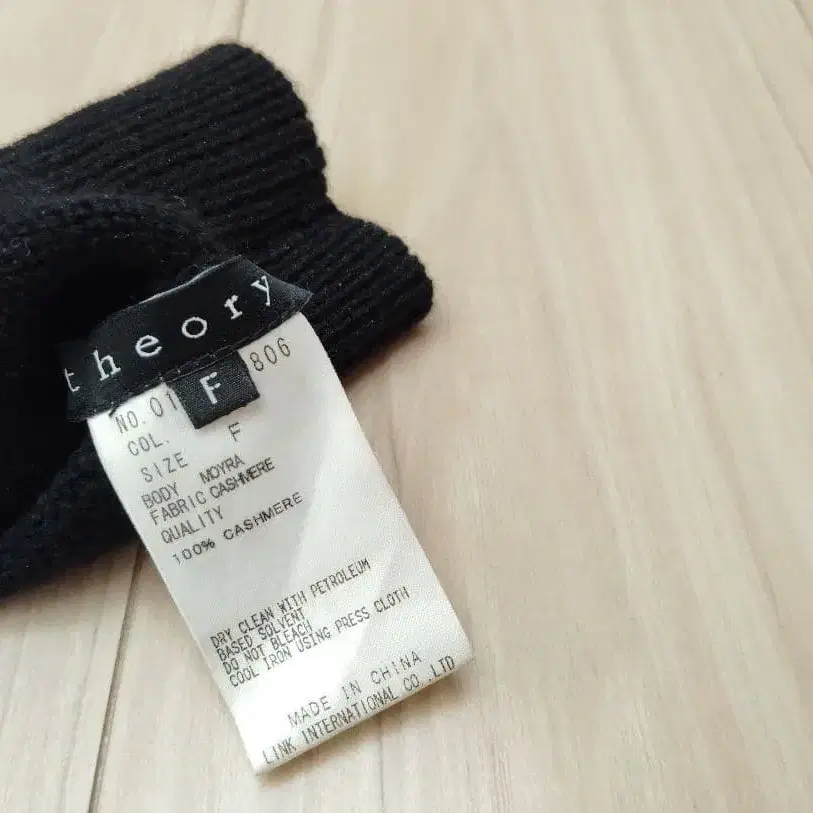 theory
F
NO. 01 806
COL.
SIZE F
BODY MOYRA
FABRIC CASHMERE
QUALITY
100% CASHMERE
DRY CLEAN WITH PETROLEUM
BASED SOLVENT
DO NOT BLEACH
COOL IRON USING PRESS CLOTH
MADE IN CHINA
LINK INTERNATIONAL CO.,LTD